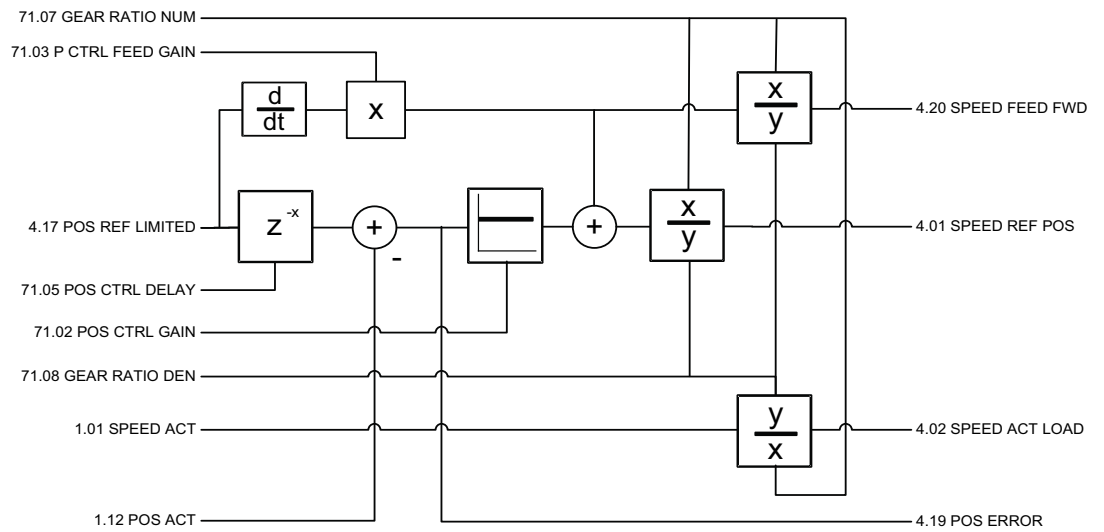 71.07 GEAR RATIO NUM
71.03 P CTRL FEED GAIN
d
dt
x
x
y
4.20 SPEED FEED FWD
4.17 POS REF LIMITED
z
-x
+
-
+
x
y
4.01 SPEED REF POS
71.05 POS CTRL DELAY
71.02 POS CTRL GAIN
71.08 GEAR RATIO DEN
1.01 SPEED ACT
y
x
4.02 SPEED ACT LOAD
1.12 POS ACT
4.19 POS ERROR